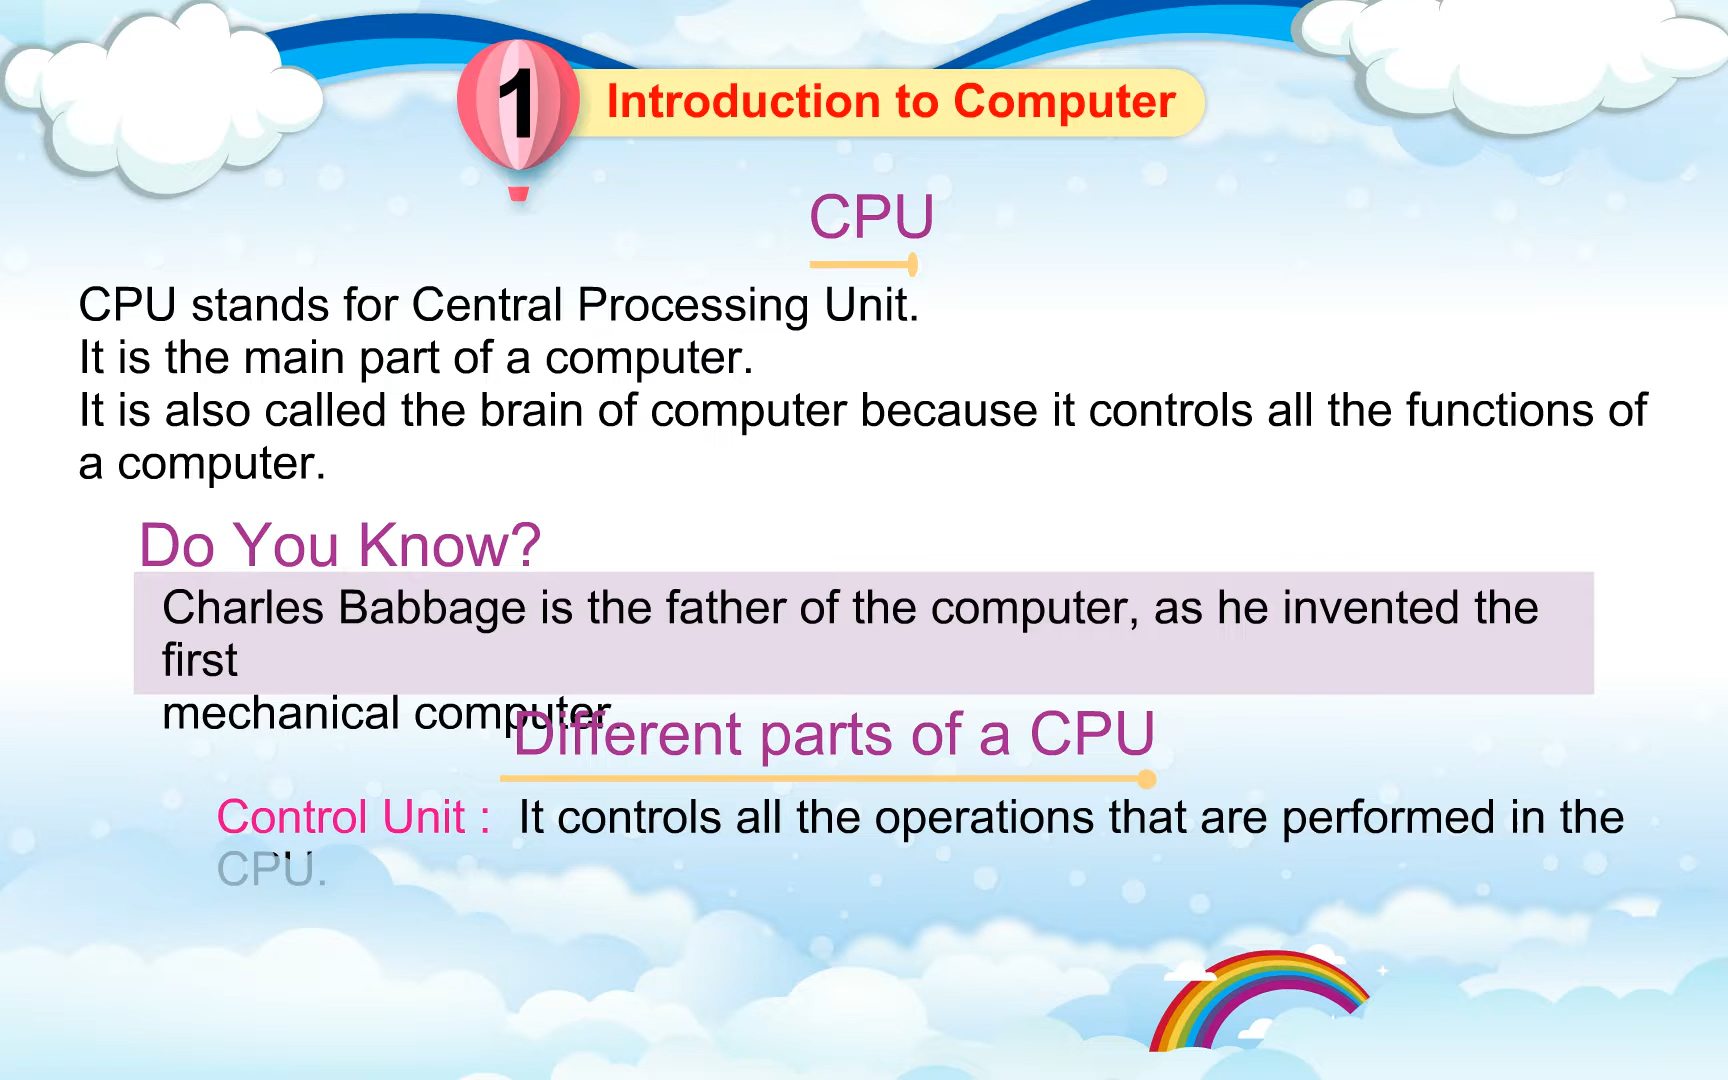 1
Introduction to Computer
CPU
CPU stands for Central Processing Unit.
It is the main part of a computer.
It is also called the brain of computer because it controls all the functions of
a computer.
Do You Know?
Charles Babbage is the father of the computer, as he invented the
first
mechanical computer.
Different parts of a CPU
Control Unit : It controls all the operations that are performed in the
CPU.